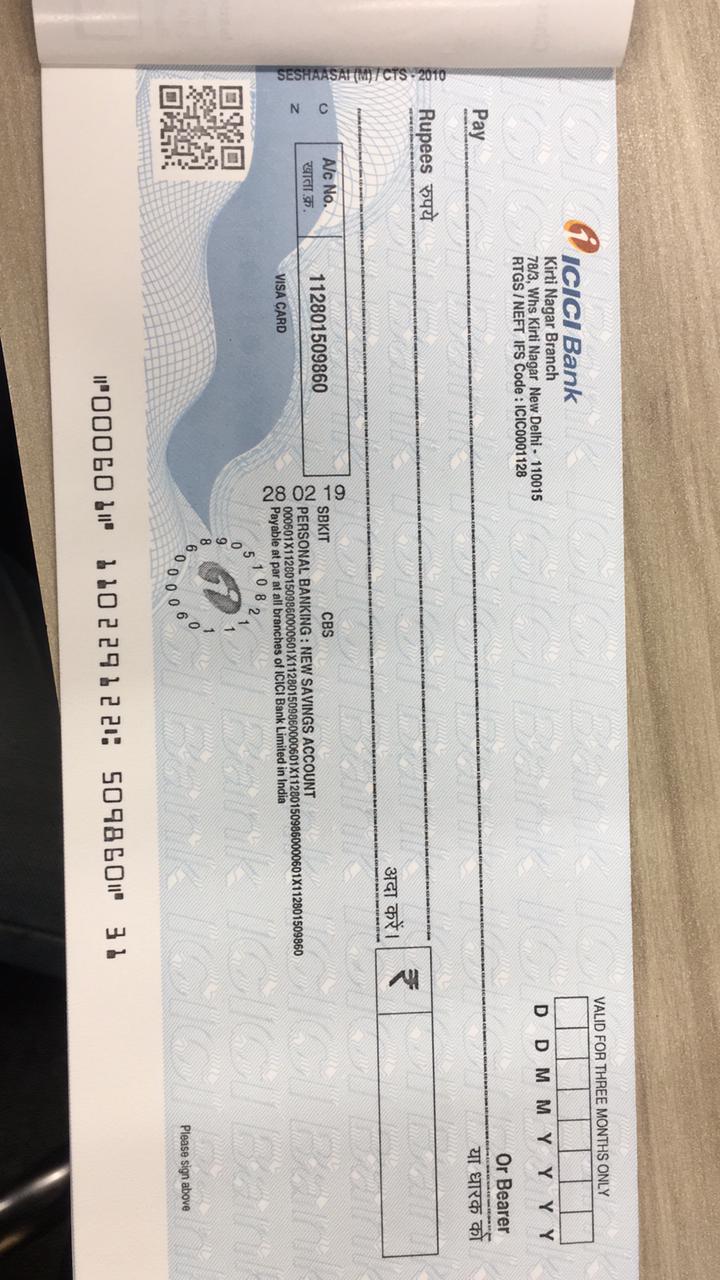 VALID FOR THREE MONTHS ONLY
D D M M Y Y Y Y
ICICI Bank
Kirti Nagar Branch
78/3, Whs Kirti Nagar New Delhi - 110015
RTGS / NEFT IFS Code : ICIC0001128
Pay
Or Bearer
या धारक को
Rupees रुपये
अदा करें।
₹
N C
A/c No.
खाता क्र.
112801509860
VISA CARD
28 02 19
SBKIT CBS
PERSONAL BANKING : NEW SAVINGS ACCOUNT
000601X112801509860000601X112801509860000601X112801509860000601X112801509860
Payable at par at all branches of ICICI Bank Limited in India
SESHAASAI (M) / CTS - 2010
Please sign above
⑈000601⑈ 110229122⑆ 509860⑈ 31